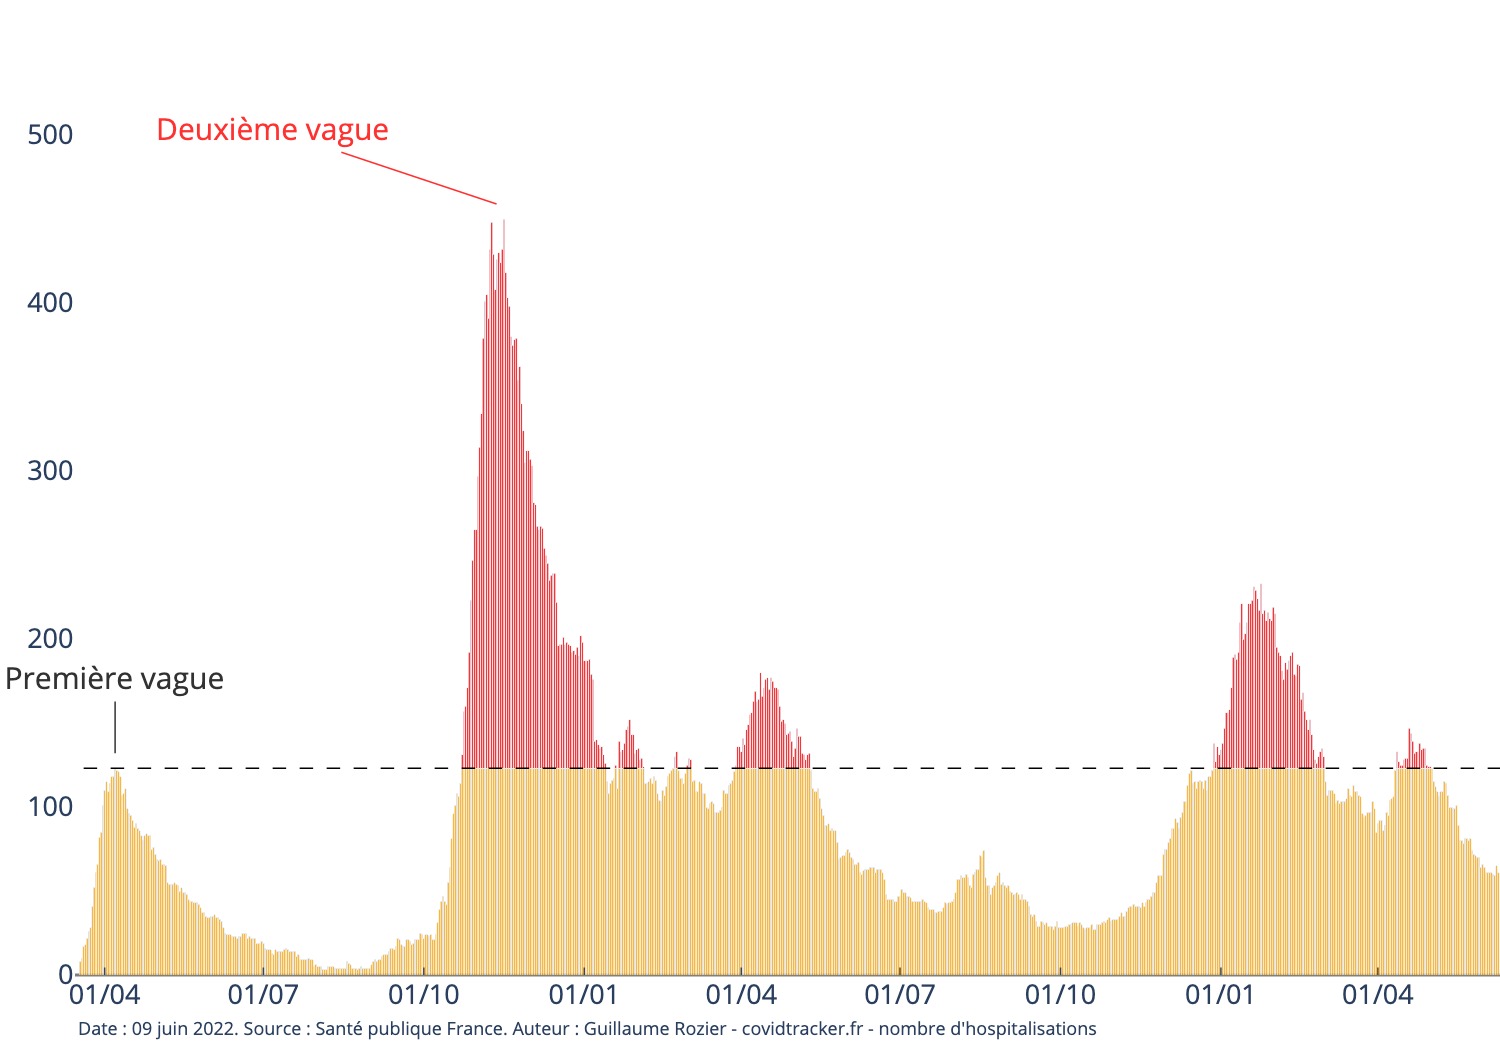 500
Deuxième vague
400
300
200
Première vague
100
0
01/04 01/07 01/10 01/01 01/04 01/07 01/10 01/01 01/04
Date : 09 juin 2022. Source : Santé publique France. Auteur : Guillaume Rozier - covidtracker.fr - nombre d'hospitalisations